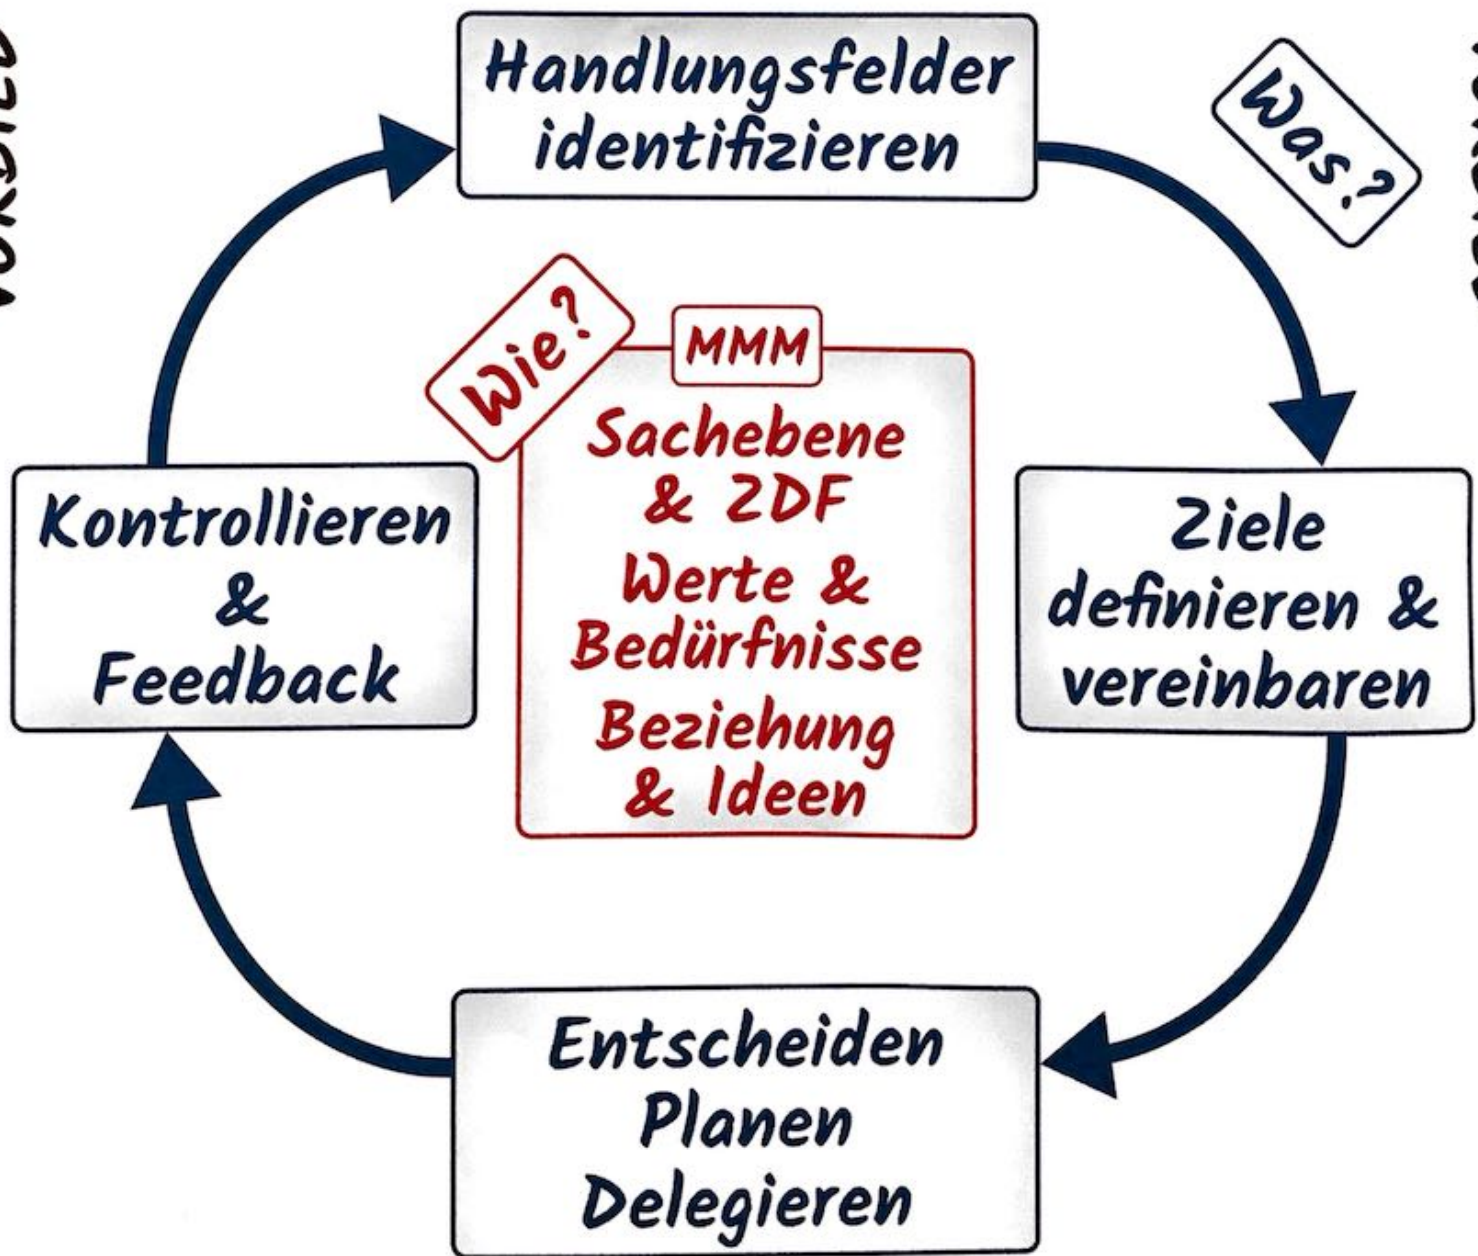 Handlungsfelder
identifizieren
Was?
Wie?
MMM
Sachebene
& ZDF
Werte &
Bedürfnisse
Beziehung
& Ideen
Kontrollieren
&
Feedback
Ziele
definieren &
vereinbaren
Entscheiden
Planen
Delegieren